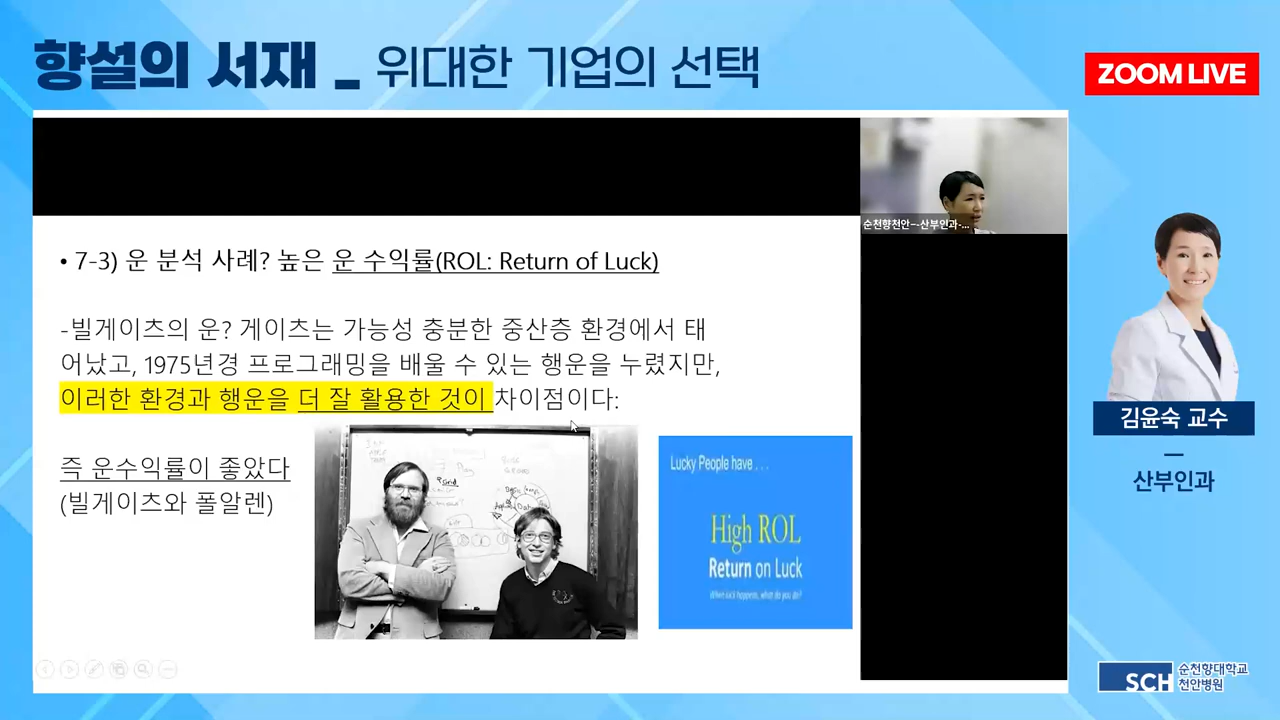 향설의 서재 _ 위대한 기업의 선택
ZOOM LIVE
순천향천안--산부인과-...
• 7-3) 운 분석 사례? 높은 운 수익률(ROL: Return of Luck)
-빌게이츠의 운? 게이츠는 가능성 충분한 중산층 환경에서 태
어났고, 1975년경 프로그래밍을 배울 수 있는 행운을 누렸지만,
이러한 환경과 행운을 더 잘 활용한 것이 차이점이다:
즉 운수익률이 좋았다
(빌게이츠와 폴알렌)
Lucky People have . . .
High ROL
Return on Luck
When luck happens, what do you do?
김윤숙 교수
산부인과
SCH 순천향대학교
천안병원